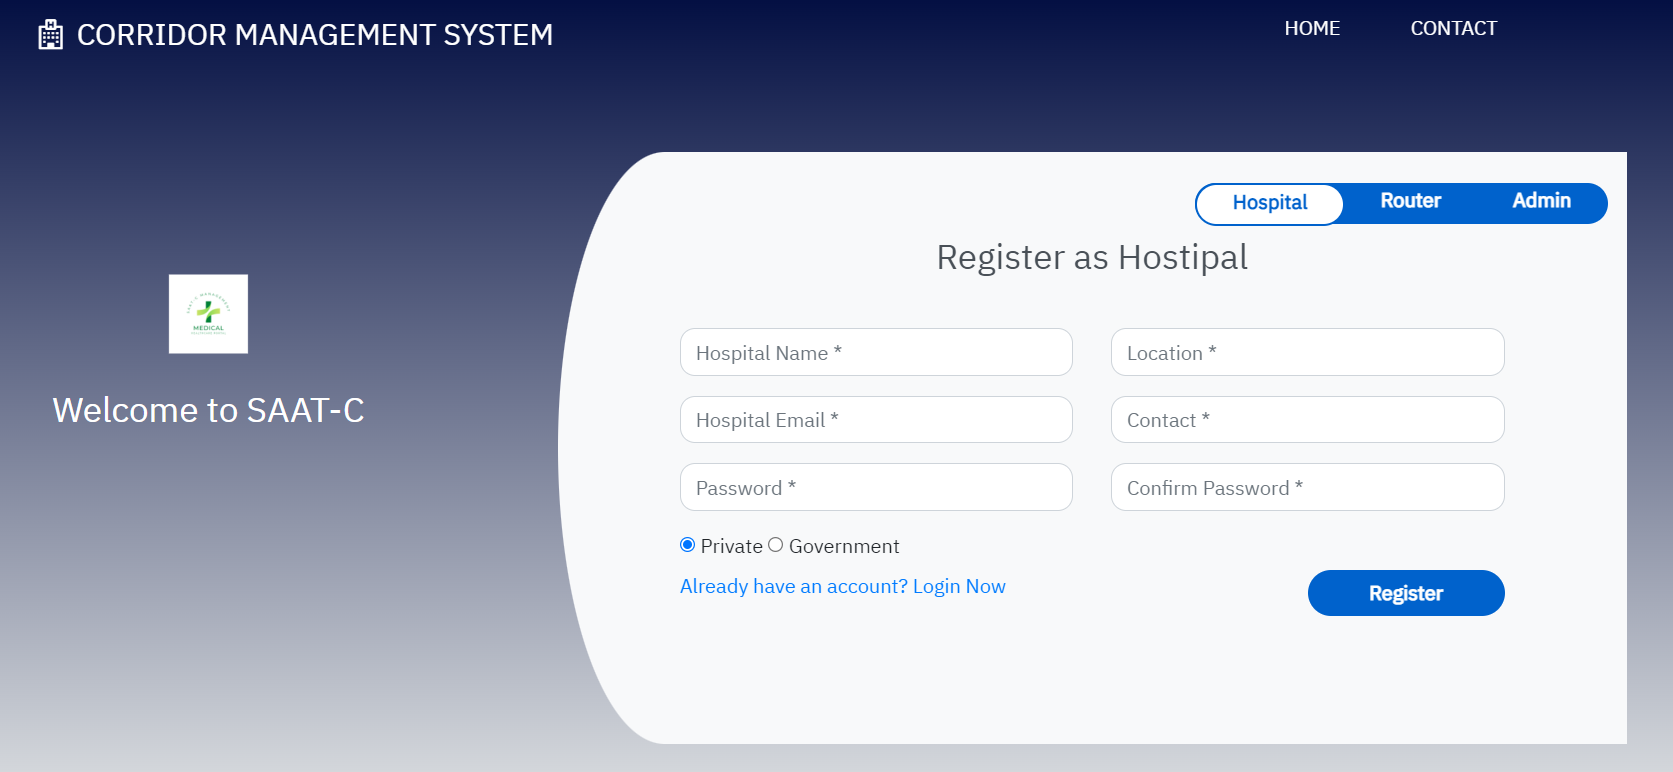 CORRIDOR MANAGEMENT SYSTEM
HOME CONTACT
Hospital Router Admin
Register as Hostipal
MEDICAL
Welcome to SAAT-C
Hospital Name * Location *
Hospital Email * Contact *
Password * Confirm Password *
Private Government
Already have an account? Login Now
Register